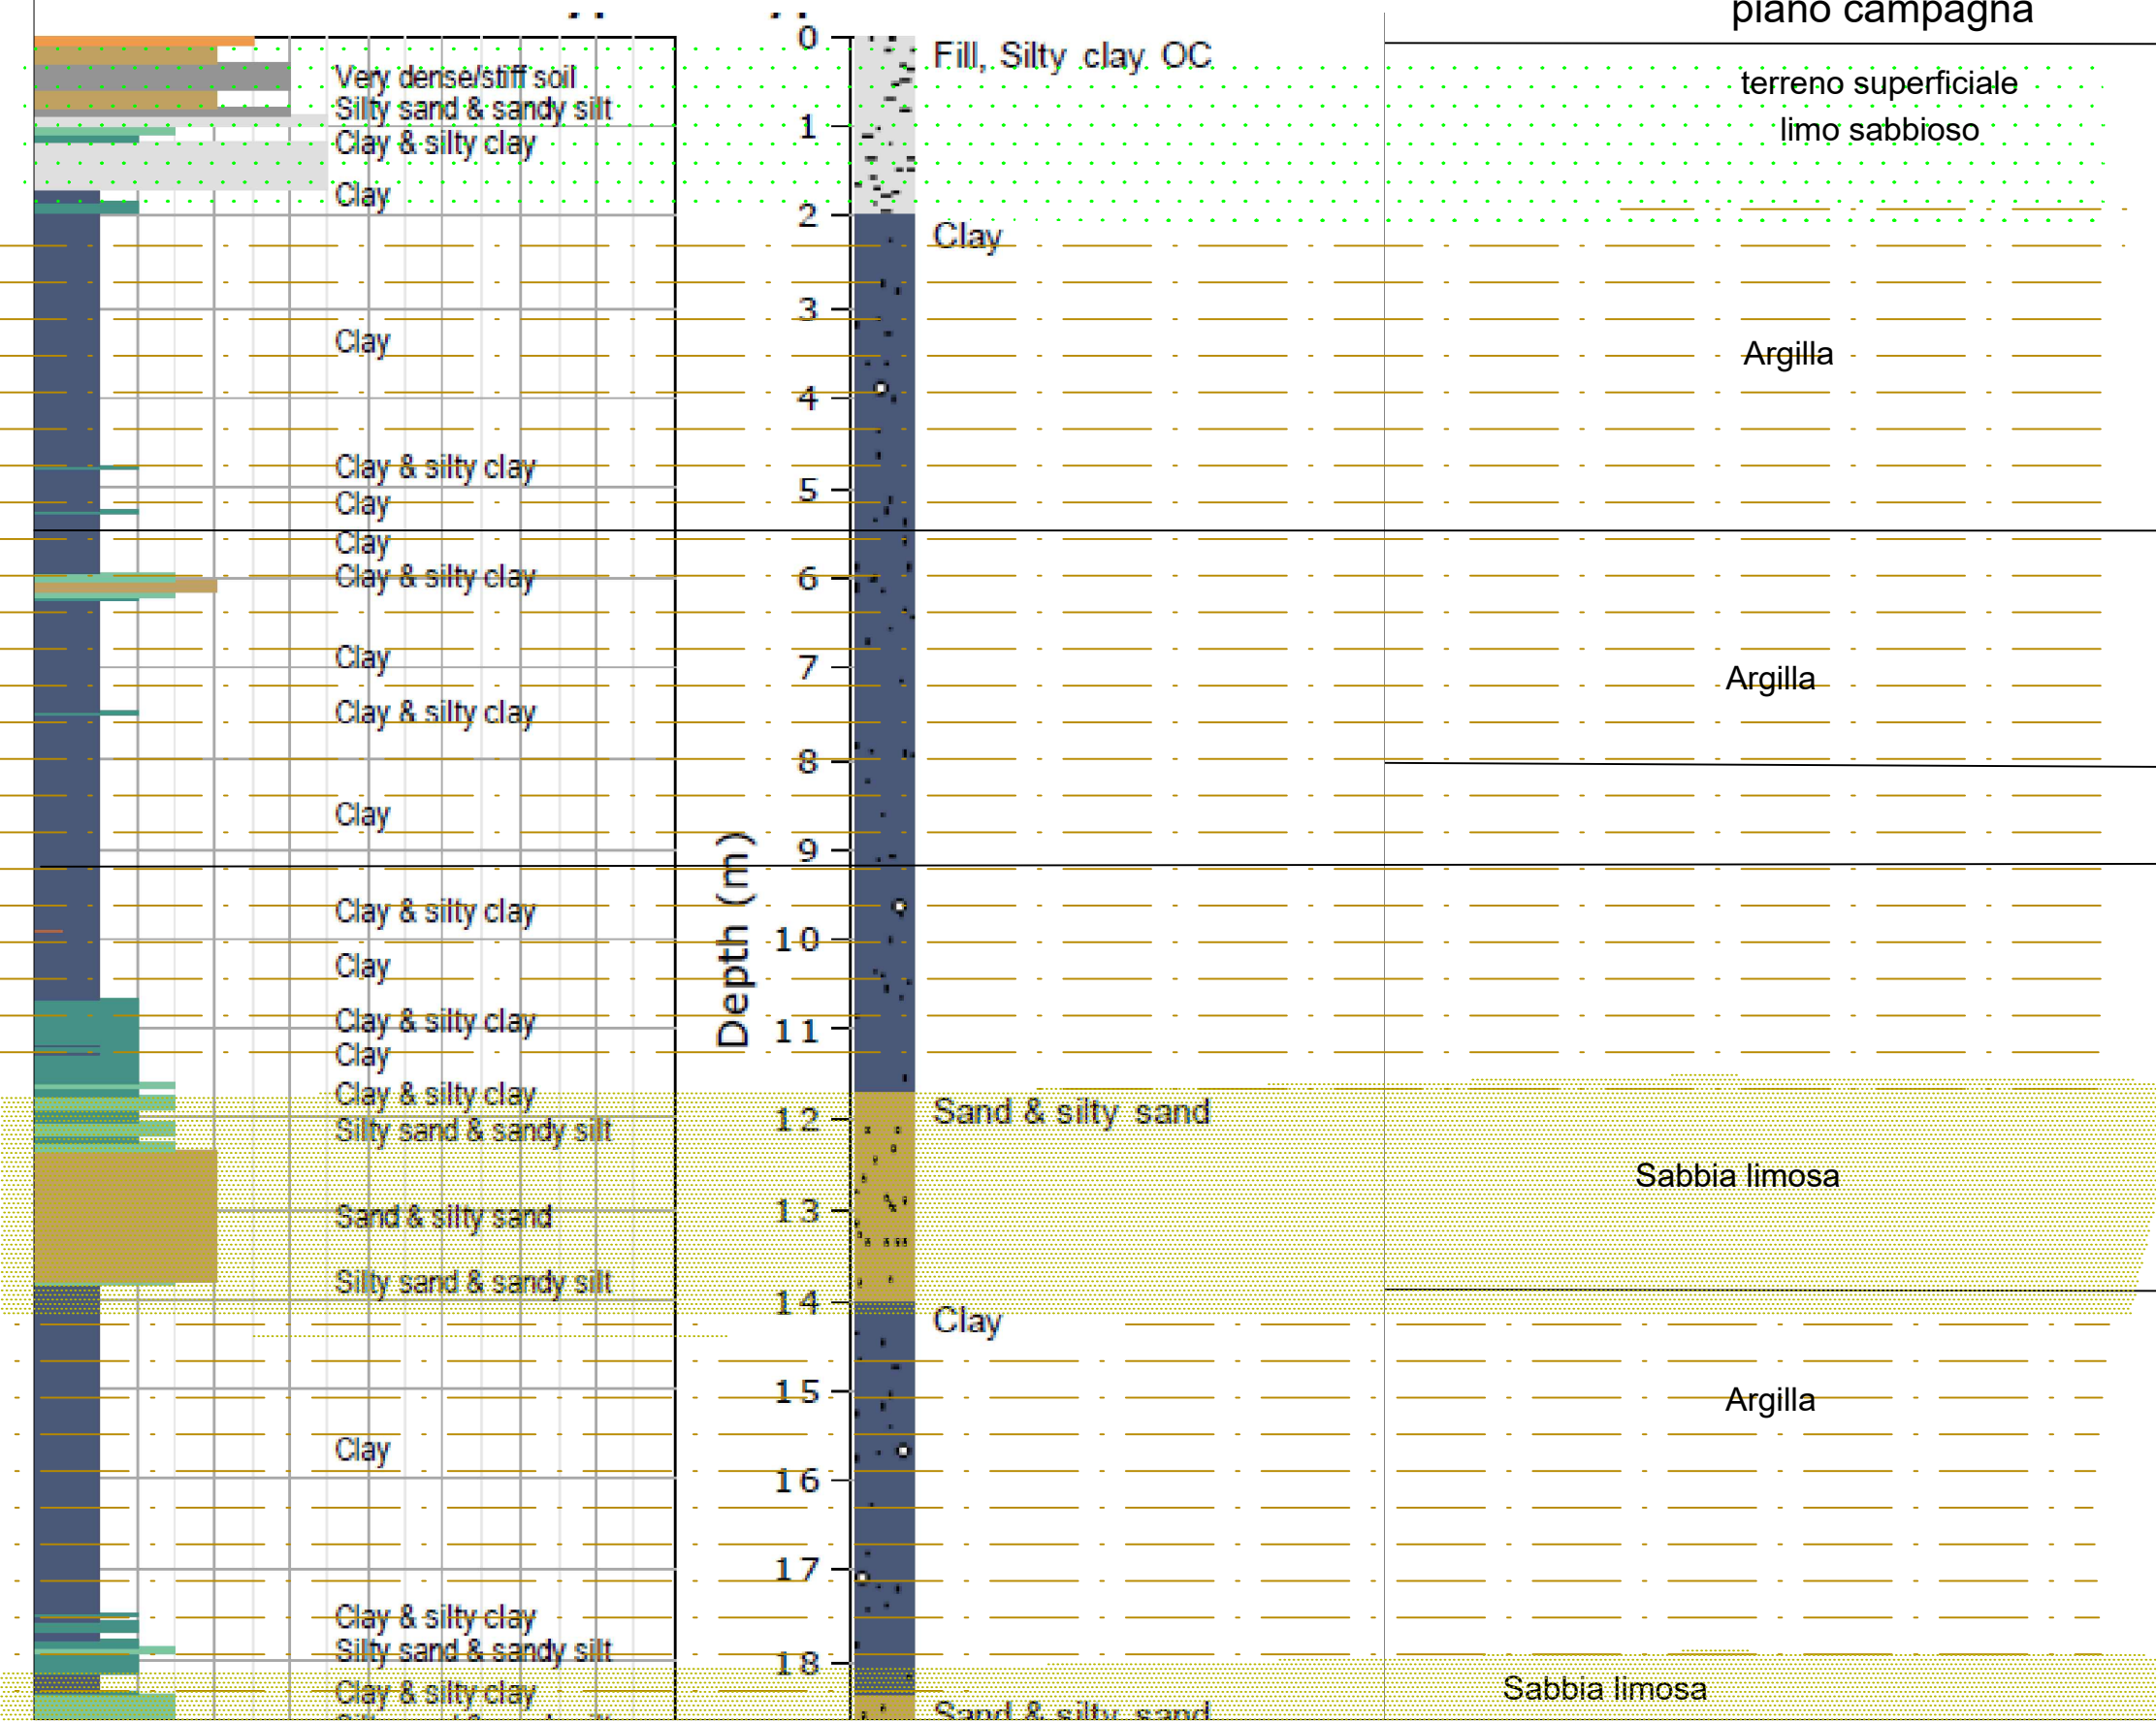 piano campagna
Very dense/stiff soil
Silty sand & sandy silt
Clay & silty clay
Clay
Clay
Clay & silty clay
Clay
Clay
Clay & silty clay
Clay
Clay & silty clay
Clay
Clay & silty clay
Clay
Clay & silty clay
Clay
Clay & silty clay
Silty sand & sandy silt
Sand & silty sand
Silty sand & sandy silt
Clay
Clay & silty clay
Silty sand & sandy silt
Clay & silty clay
Depth (m)
0
1
2
3
4
5
6
7
8
9
10
11
12
13
14
15
16
17
18
Fill, Silty clay OC
Clay
Sand & silty sand
Clay
Sand & silty sand
terreno superficiale
limo sabbioso
Argilla
Argilla
Sabbia limosa
Argilla
Sabbia limosa